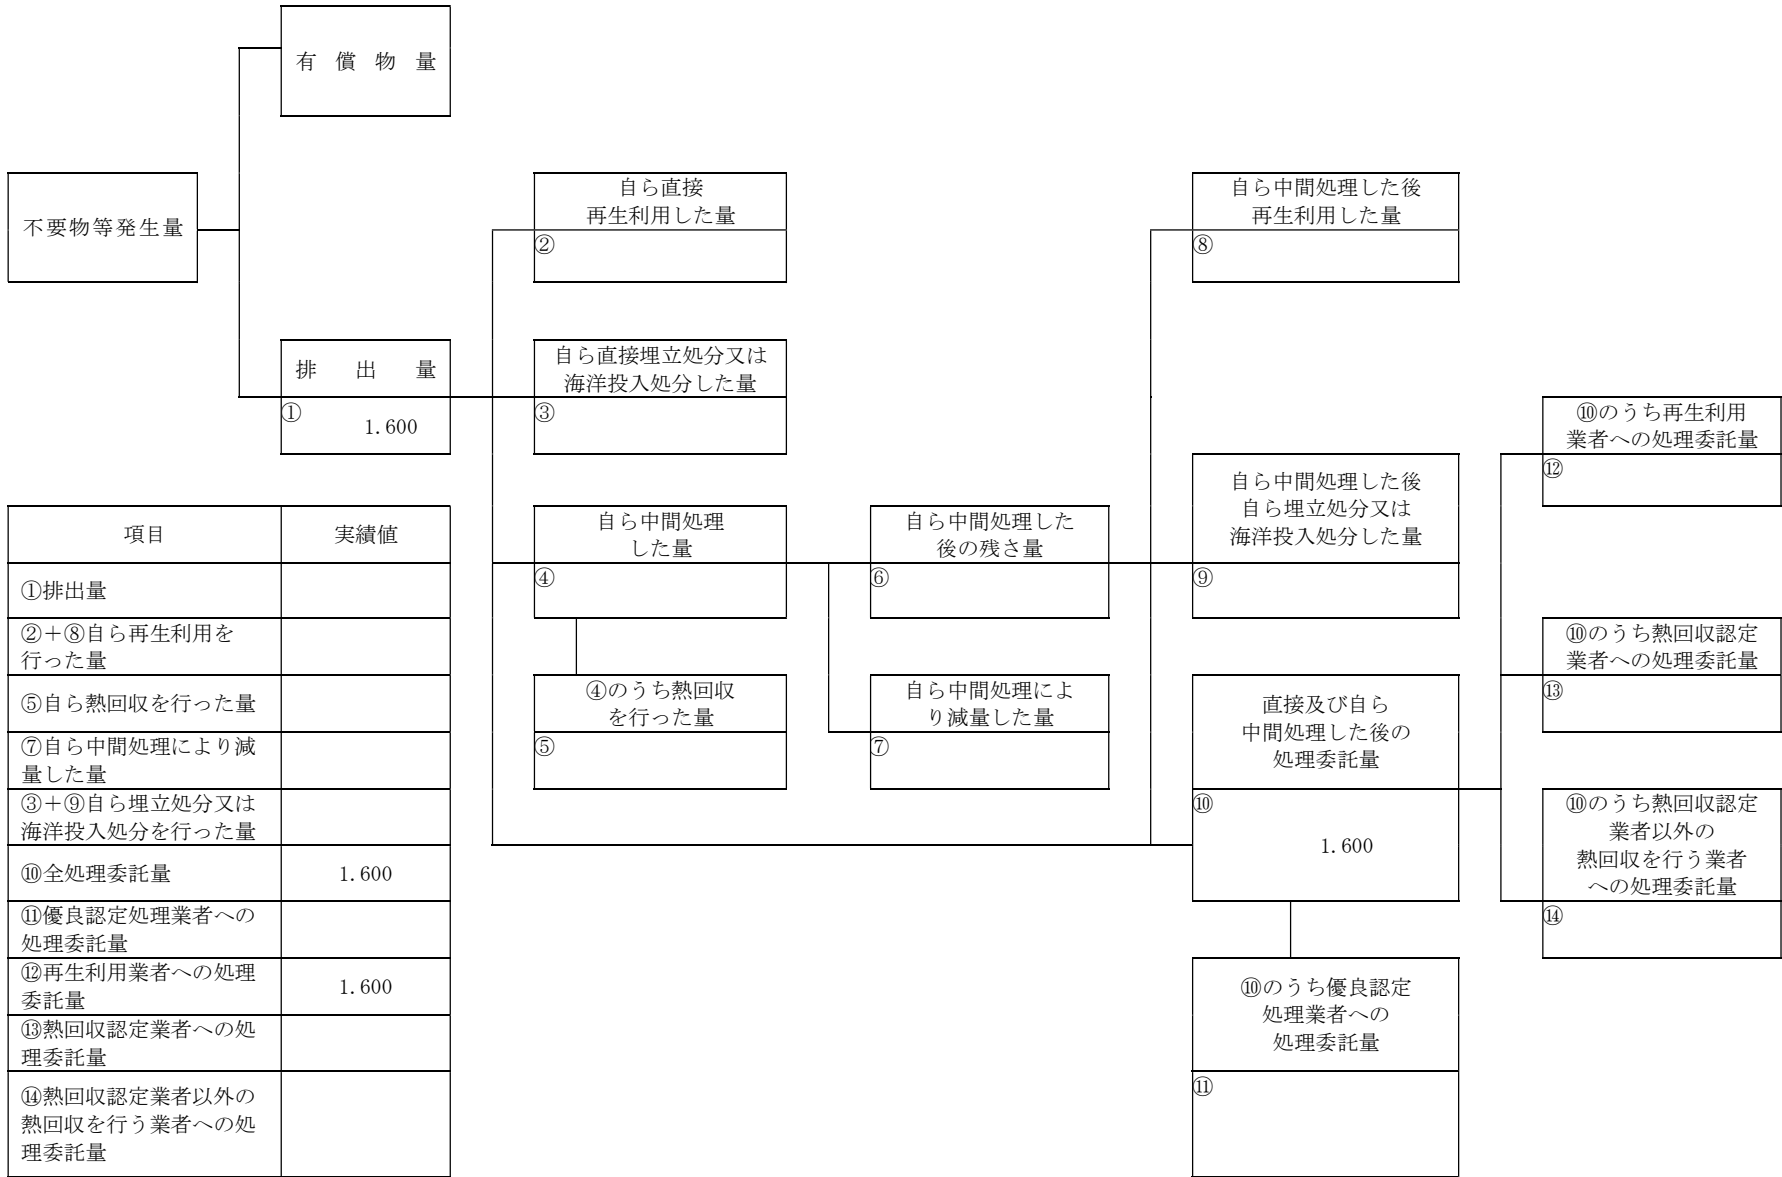 有償物量
不要物等発生量
自ら直接
再生利用した量
②
自ら中間処理した後
再生利用した量
⑧
排出量
①
1.600
自ら直接埋立処分又は
海洋投入処分した量
③
⑩のうち再生利用
業者への処理委託量
⑫
自ら中間処理した後
自ら埋立処分又は
海洋投入処分した量
⑨
自ら中間処理
した量
④
自ら中間処理した
後の残さ量
⑥
⑩のうち熱回収認定
業者への処理委託量
⑬
④のうち熱回収
を行った量
⑤
自ら中間処理によ
り減量した量
⑦
直接及び自ら
中間処理した後の
処理委託量
⑩
1.600
⑩のうち熱回収認定
業者以外の
熱回収を行う業者
への処理委託量
⑭
⑩のうち優良認定
処理業者への
処理委託量
⑪
項目 実績値
①排出量
②＋⑧自ら再生利用を
行った量
⑤自ら熱回収を行った量
⑦自ら中間処理により減
量した量
③＋⑨自ら埋立処分又は
海洋投入処分を行った量
⑩全処理委託量 1.600
⑪優良認定処理業者への
処理委託量
⑫再生利用業者への処理
委託量 1.600
⑬熱回収認定業者への処
理委託量
⑭熱回収認定業者以外の
熱回収を行う業者への処
理委託量